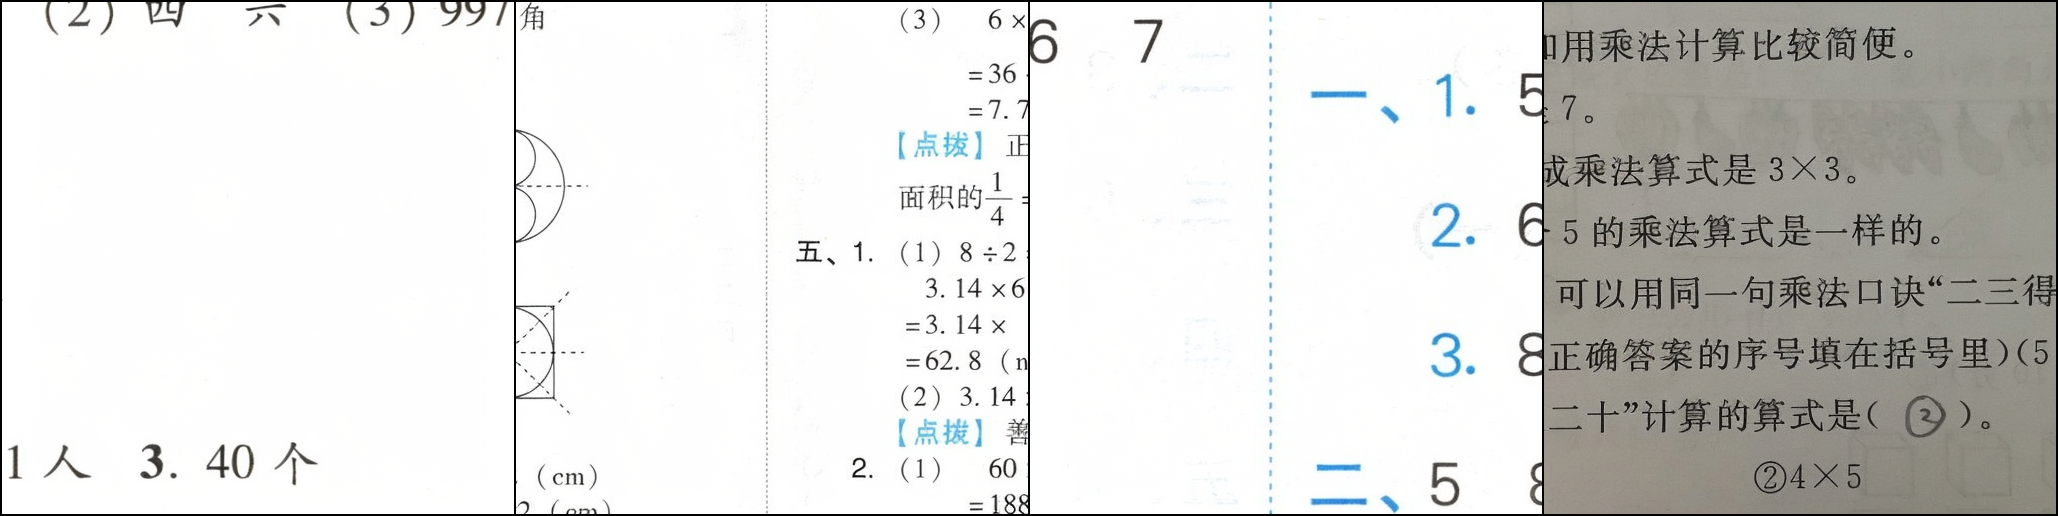 (2) 四 六 (3) 997
1人 3. 40 个
角
(cm)
(3) 6×
=36
=7.7
【点拨】正
面积的1/4=
五、1. (1) 8÷2
3.14×6
=3.14×
=62.8 (
(2) 3.14
【点拨】善
2. (1) 60
=188
6 7
一、1. 5
2. 6
3. 8
二、5 8
用乘法计算比较简便。
7。
成乘法算式是3×3。
5的乘法算式是一样的。
可以用同一句乘法口诀“二三得
正确答案的序号填在括号里)(5
二十”计算的算式是( ② )。
②4×5